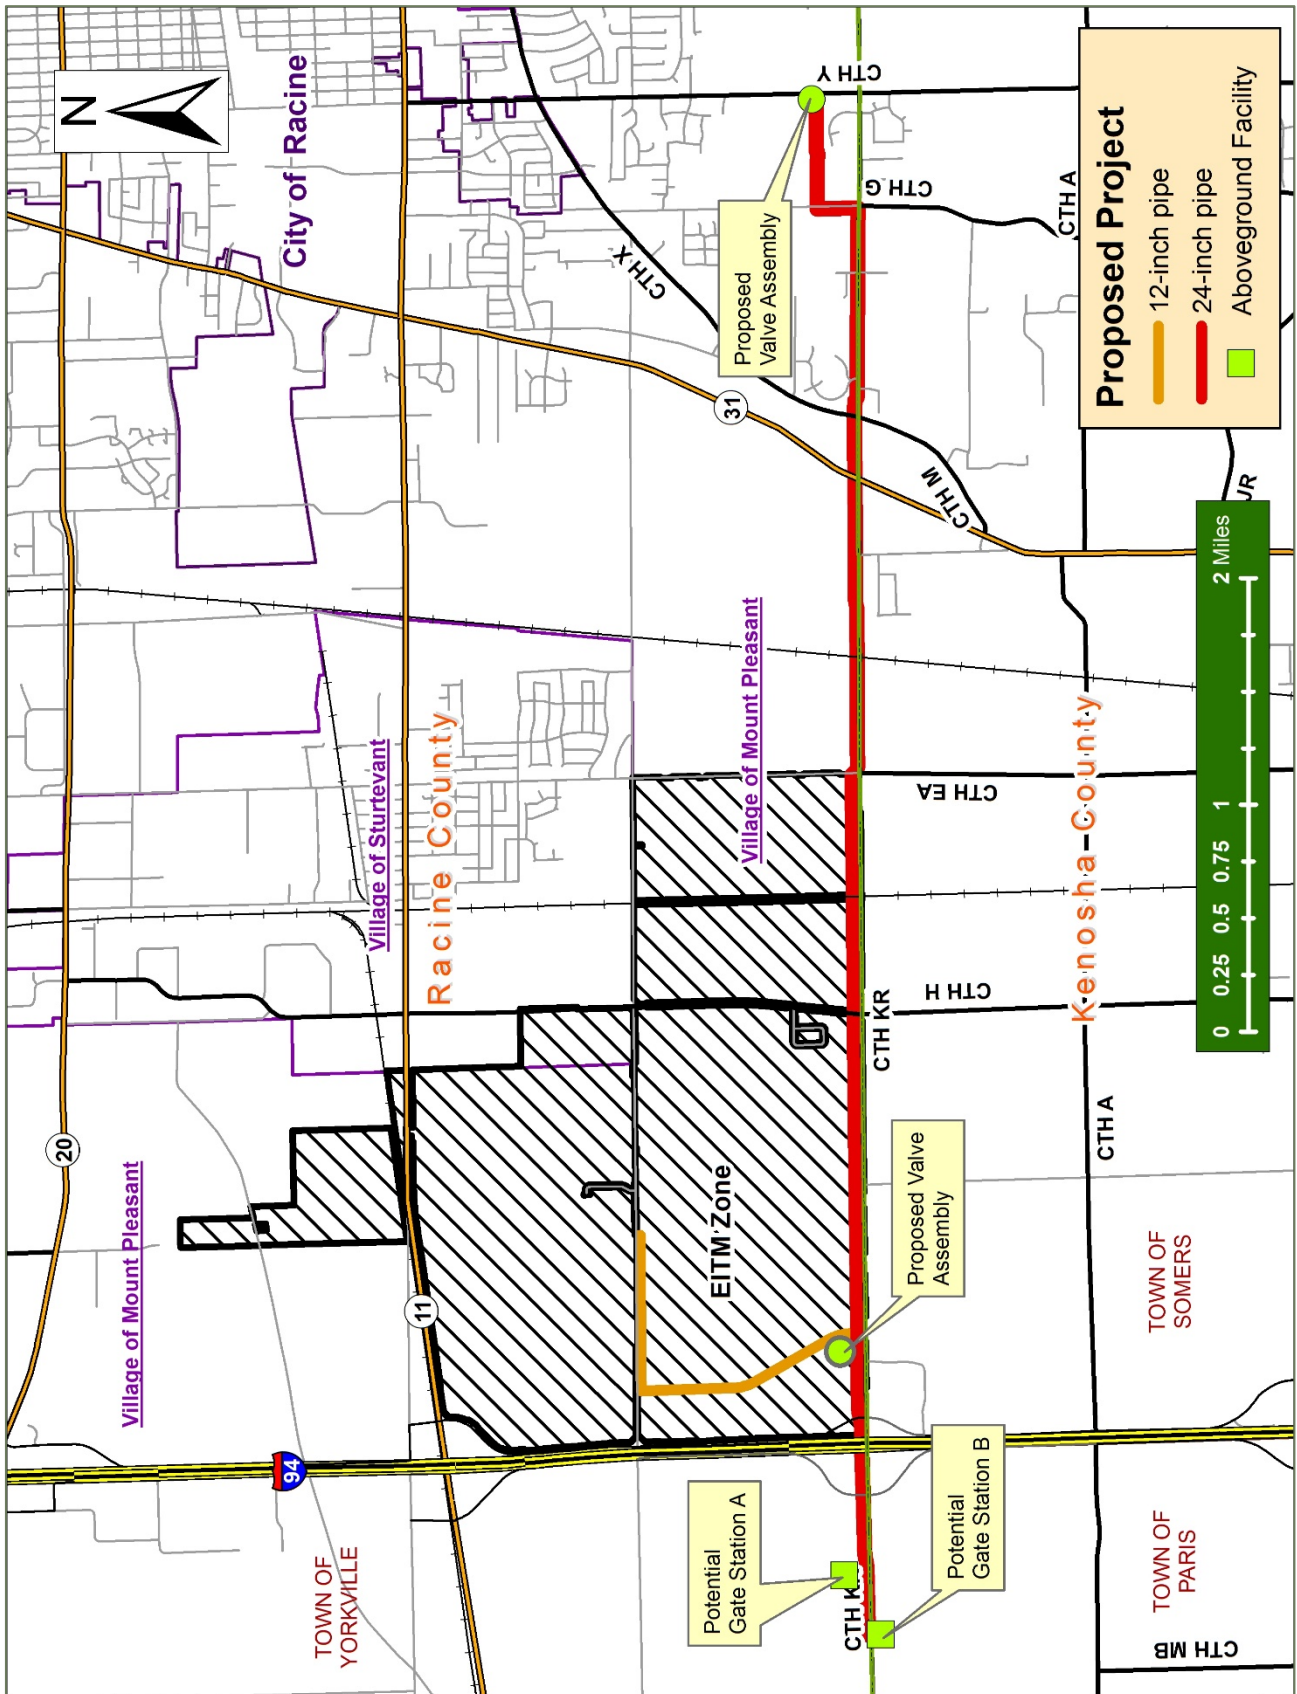 N
20
Village of Mount Pleasant
94
City of Racine
TOWN OF
YORKVILLE
Village of Sturtevant
11
Racine County
CTH X
31
EITM Zone
Village of Mount Pleasant
Potential
Gate Station A
Proposed
Valve Assembly
CTH K
CTH Y
CTH KR
CTH G
Proposed Valve
Assembly
CTH M
CTH H
CTH EA
Potential
Gate Station B
CTH A
CTH A
Kenosha County
TOWN OF
PARIS
TOWN OF
SOMERS
CTH MB
0 0.25 0.5 0.75 1 2 Miles
JR
Proposed Project
12-inch pipe
24-inch pipe
Aboveground Facility